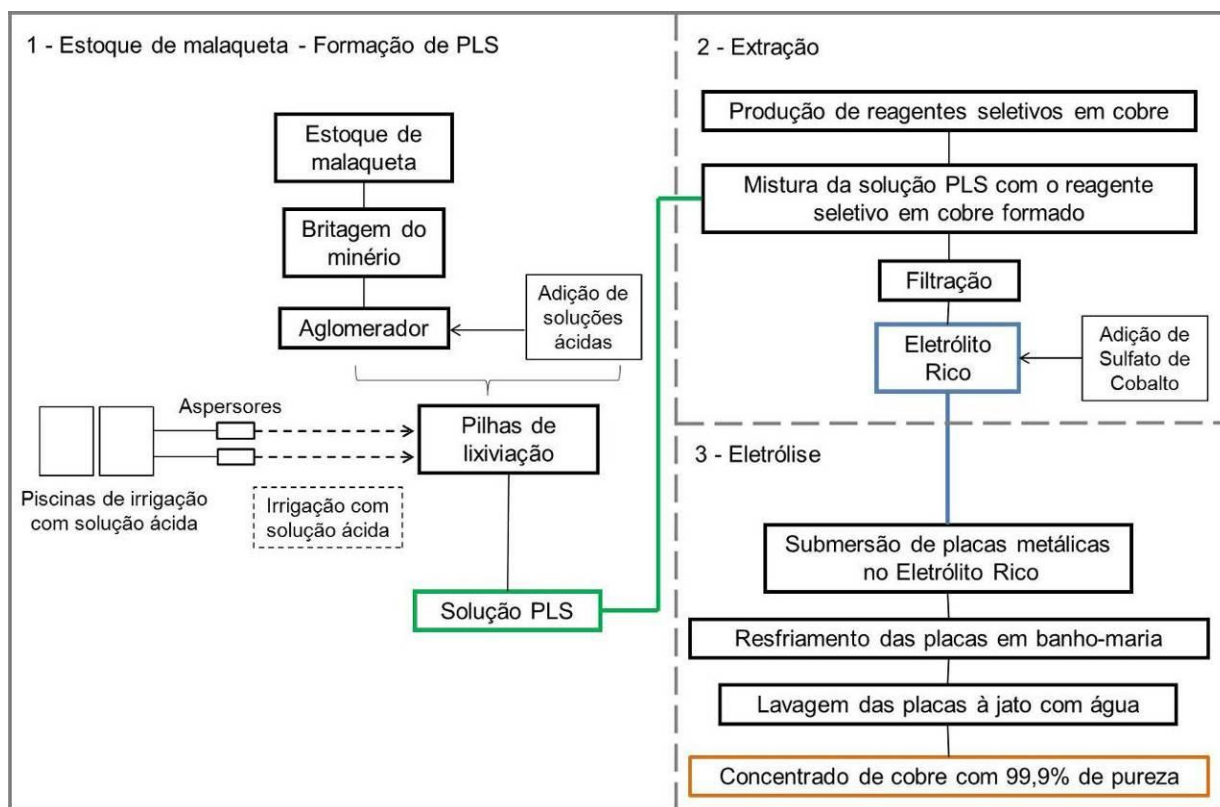 1 - Estoque de malaqueta - Formação de PLS
Estoque de
malaqueta
Britagem do
minério
Aglomerador
Adição de
soluções
ácidas
Aspersores
Pilhas de
lixiviação
Piscinas de irrigação
com solução ácida
Irrigação com
solução ácida
Solução PLS
2 - Extração
Produção de reagentes seletivos em cobre
Mistura da solução PLS com o reagente
seletivo em cobre formado
Filtração
Eletrólito
Rico
Adição de
Sulfato de
Cobalto
3 - Eletrólise
Submersão de placas metálicas
no Eletrólito Rico
Resfriamento das placas em banho-maria
Lavagem das placas à jato com água
Concentrado de cobre com 99,9% de pureza